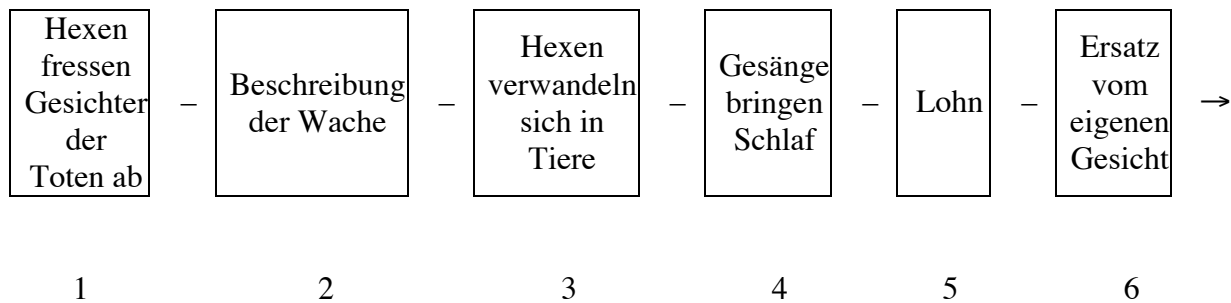 Hexen
fressen
Gesichter
der
Toten ab
–
Beschreibung
der Wache
–
Hexen
verwandeln
sich in
Tiere
–
Gesänge
bringen
Schlaf
–
Lohn
–
Ersatz
vom
eigenen
Gesicht
→
1 2 3 4 5 6